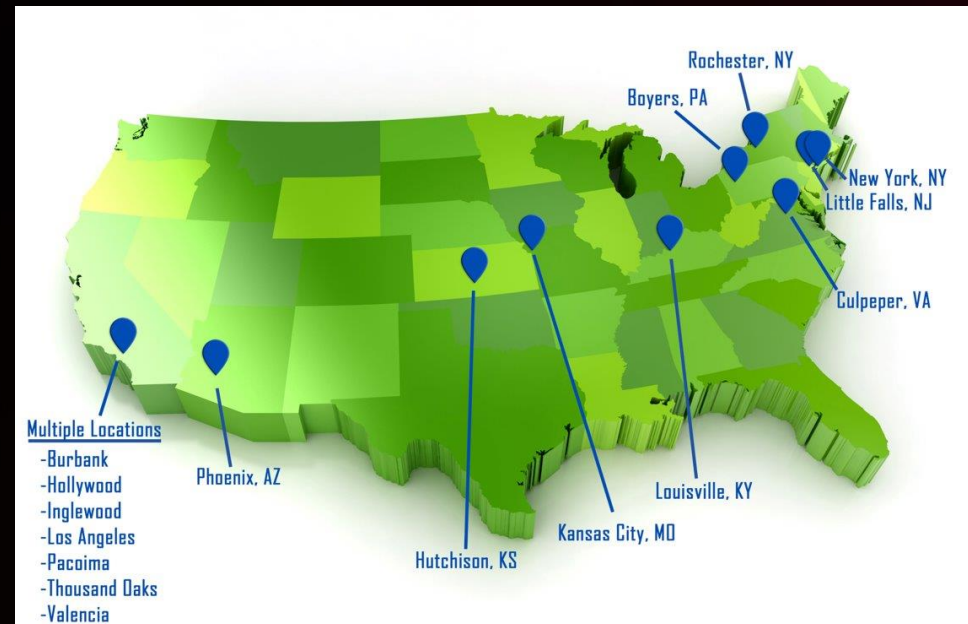 Rochester, NY
Boyers, PA
New York, NY
Little Falls, NJ
Culpeper, VA
Multiple Locations
-Burbank
-Hollywood
-Inglewood
-Los Angeles
-Pacoima
-Thousand Oaks
-Valencia
Phoenix, AZ
Hutchison, KS
Kansas City, MO
Louisville, KY